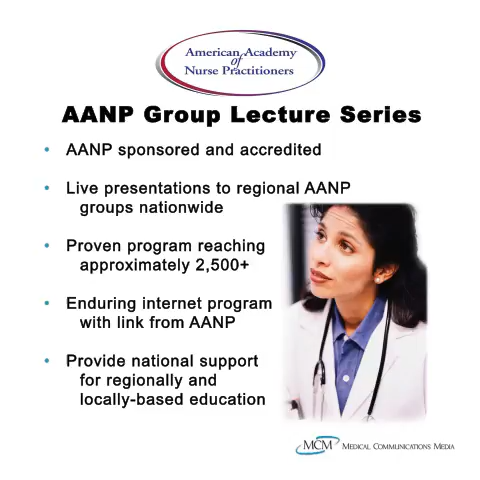 American Academy
of
Nurse Practitioners
AANP Group Lecture Series
• AANP sponsored and accredited
• Live presentations to regional AANP
groups nationwide
• Proven program reaching
approximately 2,500+
• Enduring internet program
with link from AANP
• Provide national support
for regionally and
locally-based education
MCM MEDICAL COMMUNICATIONS MEDIA